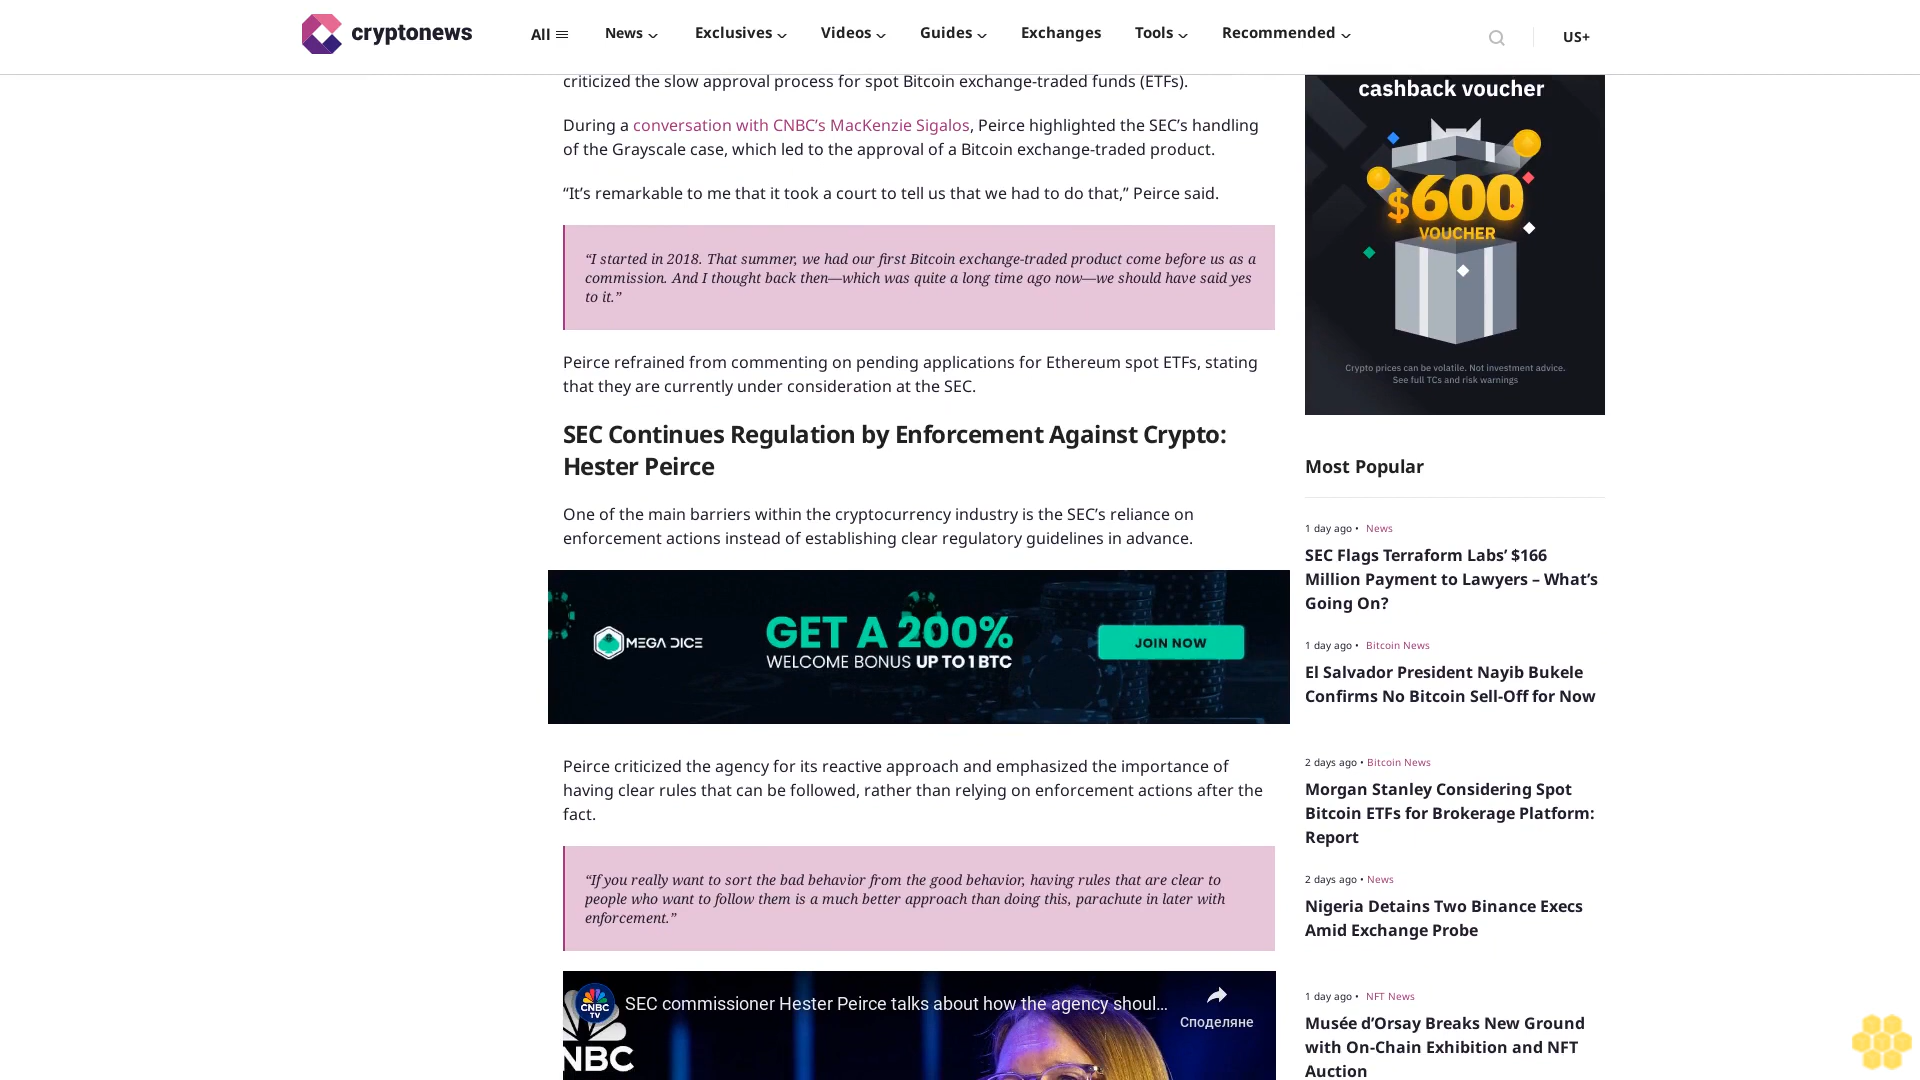 cryptonews
All
News
Exclusives
Videos
Guides
Exchanges
Tools
Recommended
US+
criticized the slow approval process for spot Bitcoin exchange-traded funds (ETFs).
During a conversation with CNBC’s MacKenzie Sigalos, Peirce highlighted the SEC’s handling
of the Grayscale case, which led to the approval of a Bitcoin exchange-traded product.
“It’s remarkable to me that it took a court to tell us that we had to do that,” Peirce said.
“I started in 2018. That summer, we had our first Bitcoin exchange-traded product come before us as a
commission. And I thought back then—which was quite a long time ago now—we should have said yes
to it.”
Peirce refrained from commenting on pending applications for Ethereum spot ETFs, stating
that they are currently under consideration at the SEC.
SEC Continues Regulation by Enforcement Against Crypto:
Hester Peirce
One of the main barriers within the cryptocurrency industry is the SEC’s reliance on
enforcement actions instead of establishing clear regulatory guidelines in advance.
MEGA DICE
GET A 200%
WELCOME BONUS UP TO 1 BTC
JOIN NOW
Peirce criticized the agency for its reactive approach and emphasized the importance of
having clear rules that can be followed, rather than relying on enforcement actions after the
fact.
“If you really want to sort the bad behavior from the good behavior, having rules that are clear to
people who want to follow them is a much better approach than doing this, parachute in later with
enforcement.”
CNBC
TV
SEC commissioner Hester Peirce talks about how the agency shoul…
Споделяне
NBC
cashback voucher
$600
VOUCHER
Crypto prices can be volatile. Not investment advice.
See full TCs and risk warnings
Most Popular
1 day ago • News
SEC Flags Terraform Labs’ $166
Million Payment to Lawyers – What’s
Going On?
1 day ago • Bitcoin News
El Salvador President Nayib Bukele
Confirms No Bitcoin Sell-Off for Now
2 days ago • Bitcoin News
Morgan Stanley Considering Spot
Bitcoin ETFs for Brokerage Platform:
Report
2 days ago • News
Nigeria Detains Two Binance Execs
Amid Exchange Probe
1 day ago • NFT News
Musée d’Orsay Breaks New Ground
with On-Chain Exhibition and NFT
Auction